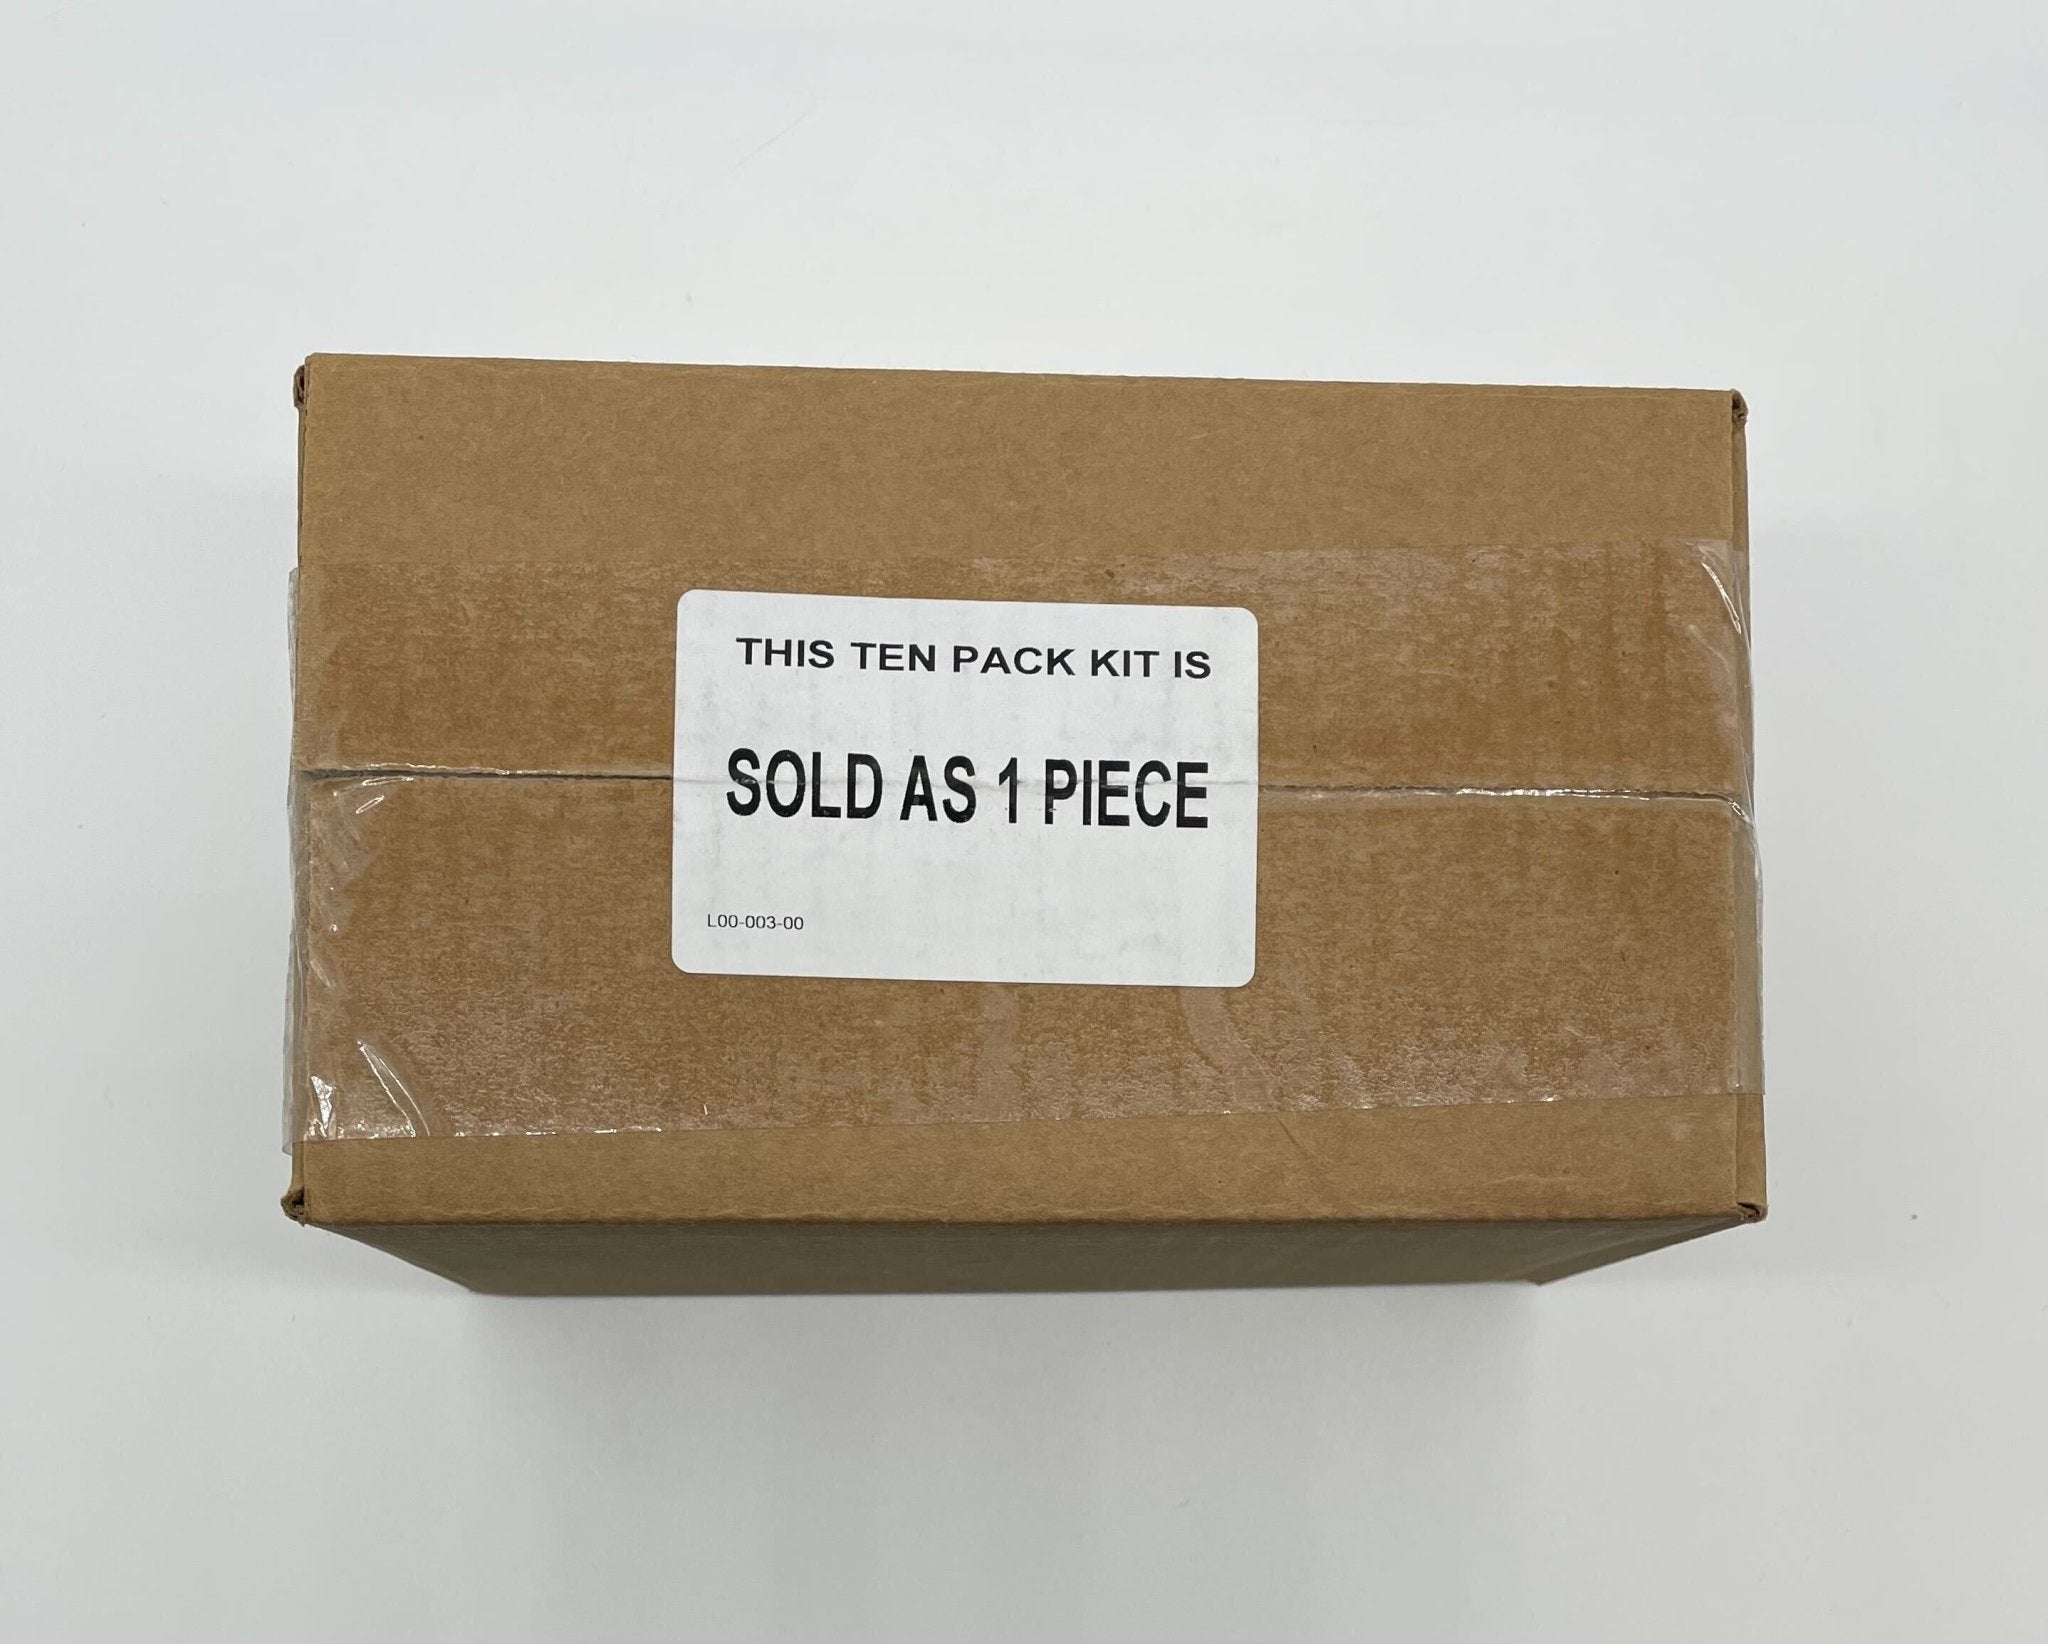 THIS TEN PACK KIT IS
SOLD AS 1 PIECE
L00-003-00